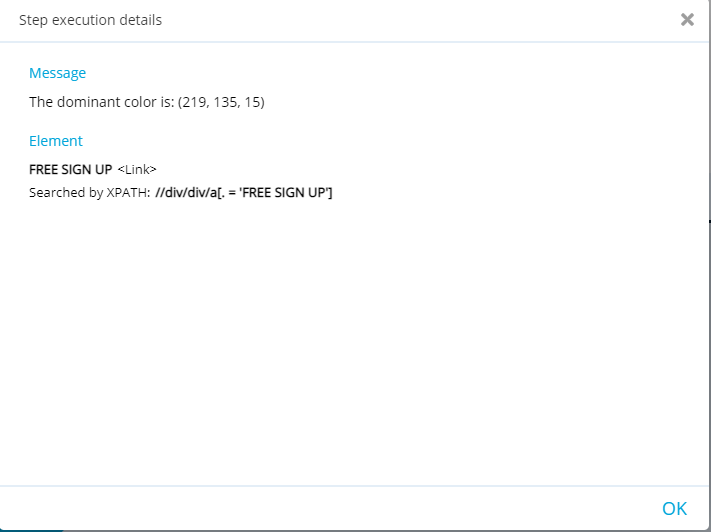 Step execution details
Message
The dominant color is: (219, 135, 15)
Element
FREE SIGN UP <Link>
Searched by XPATH: //div/div/a[. = 'FREE SIGN UP']
OK